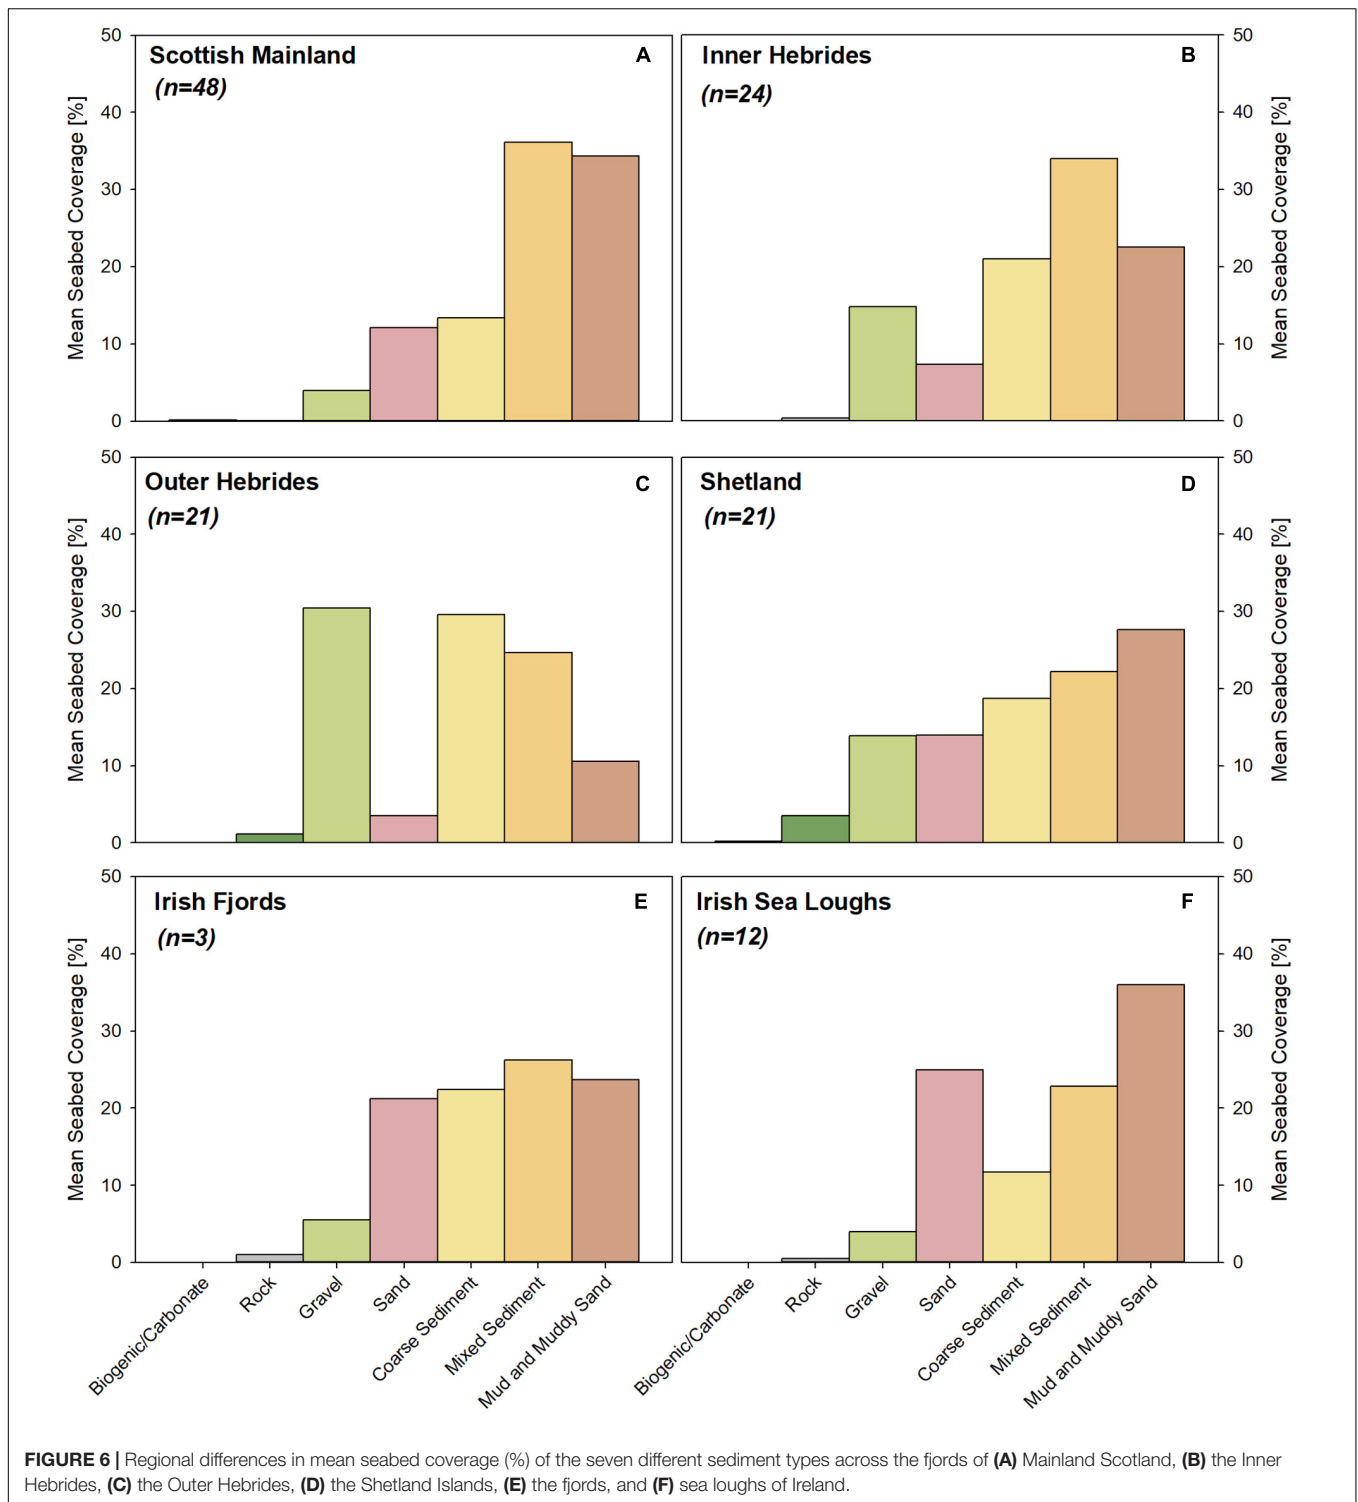 Scottish Mainland
A
(n=48)
50
40
30
20
10
0
Mean Seabed Coverage [%]
Inner Hebrides
B
(n=24)
50
40
30
20
10
0
Mean Seabed Coverage [%]
Outer Hebrides
C
(n=21)
50
40
30
20
10
0
Mean Seabed Coverage [%]
Shetland
D
(n=21)
50
40
30
20
10
0
Mean Seabed Coverage [%]
Irish Fjords
E
(n=3)
50
40
30
20
10
0
Mean Seabed Coverage [%]
Biogenic/Carbonate
Rock
Gravel
Sand
Coarse Sediment
Mixed Sediment
Mud and Muddy Sand
Irish Sea Loughs
F
(n=12)
50
40
30
20
10
0
Mean Seabed Coverage [%]
Biogenic/Carbonate
Rock
Gravel
Sand
Coarse Sediment
Mixed Sediment
Mud and Muddy Sand
FIGURE 6 | Regional differences in mean seabed coverage (%) of the seven different sediment types across the fjords of (A) Mainland Scotland, (B) the Inner
Hebrides, (C) the Outer Hebrides, (D) the Shetland Islands, (E) the fjords, and (F) sea loughs of Ireland.